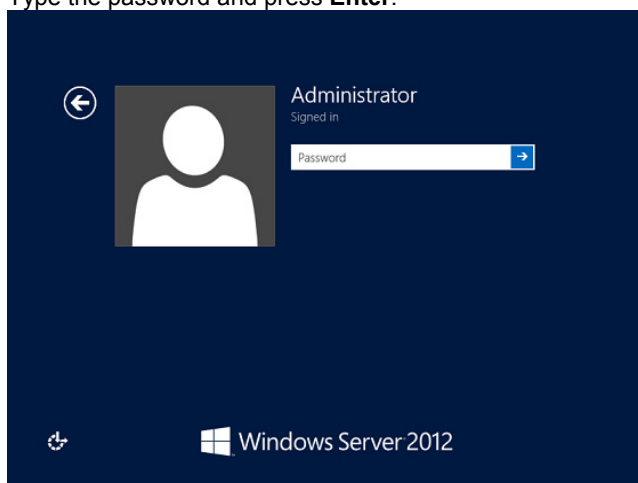 Type the password and press Enter.
Administrator
Signed in
Password
Windows Server 2012